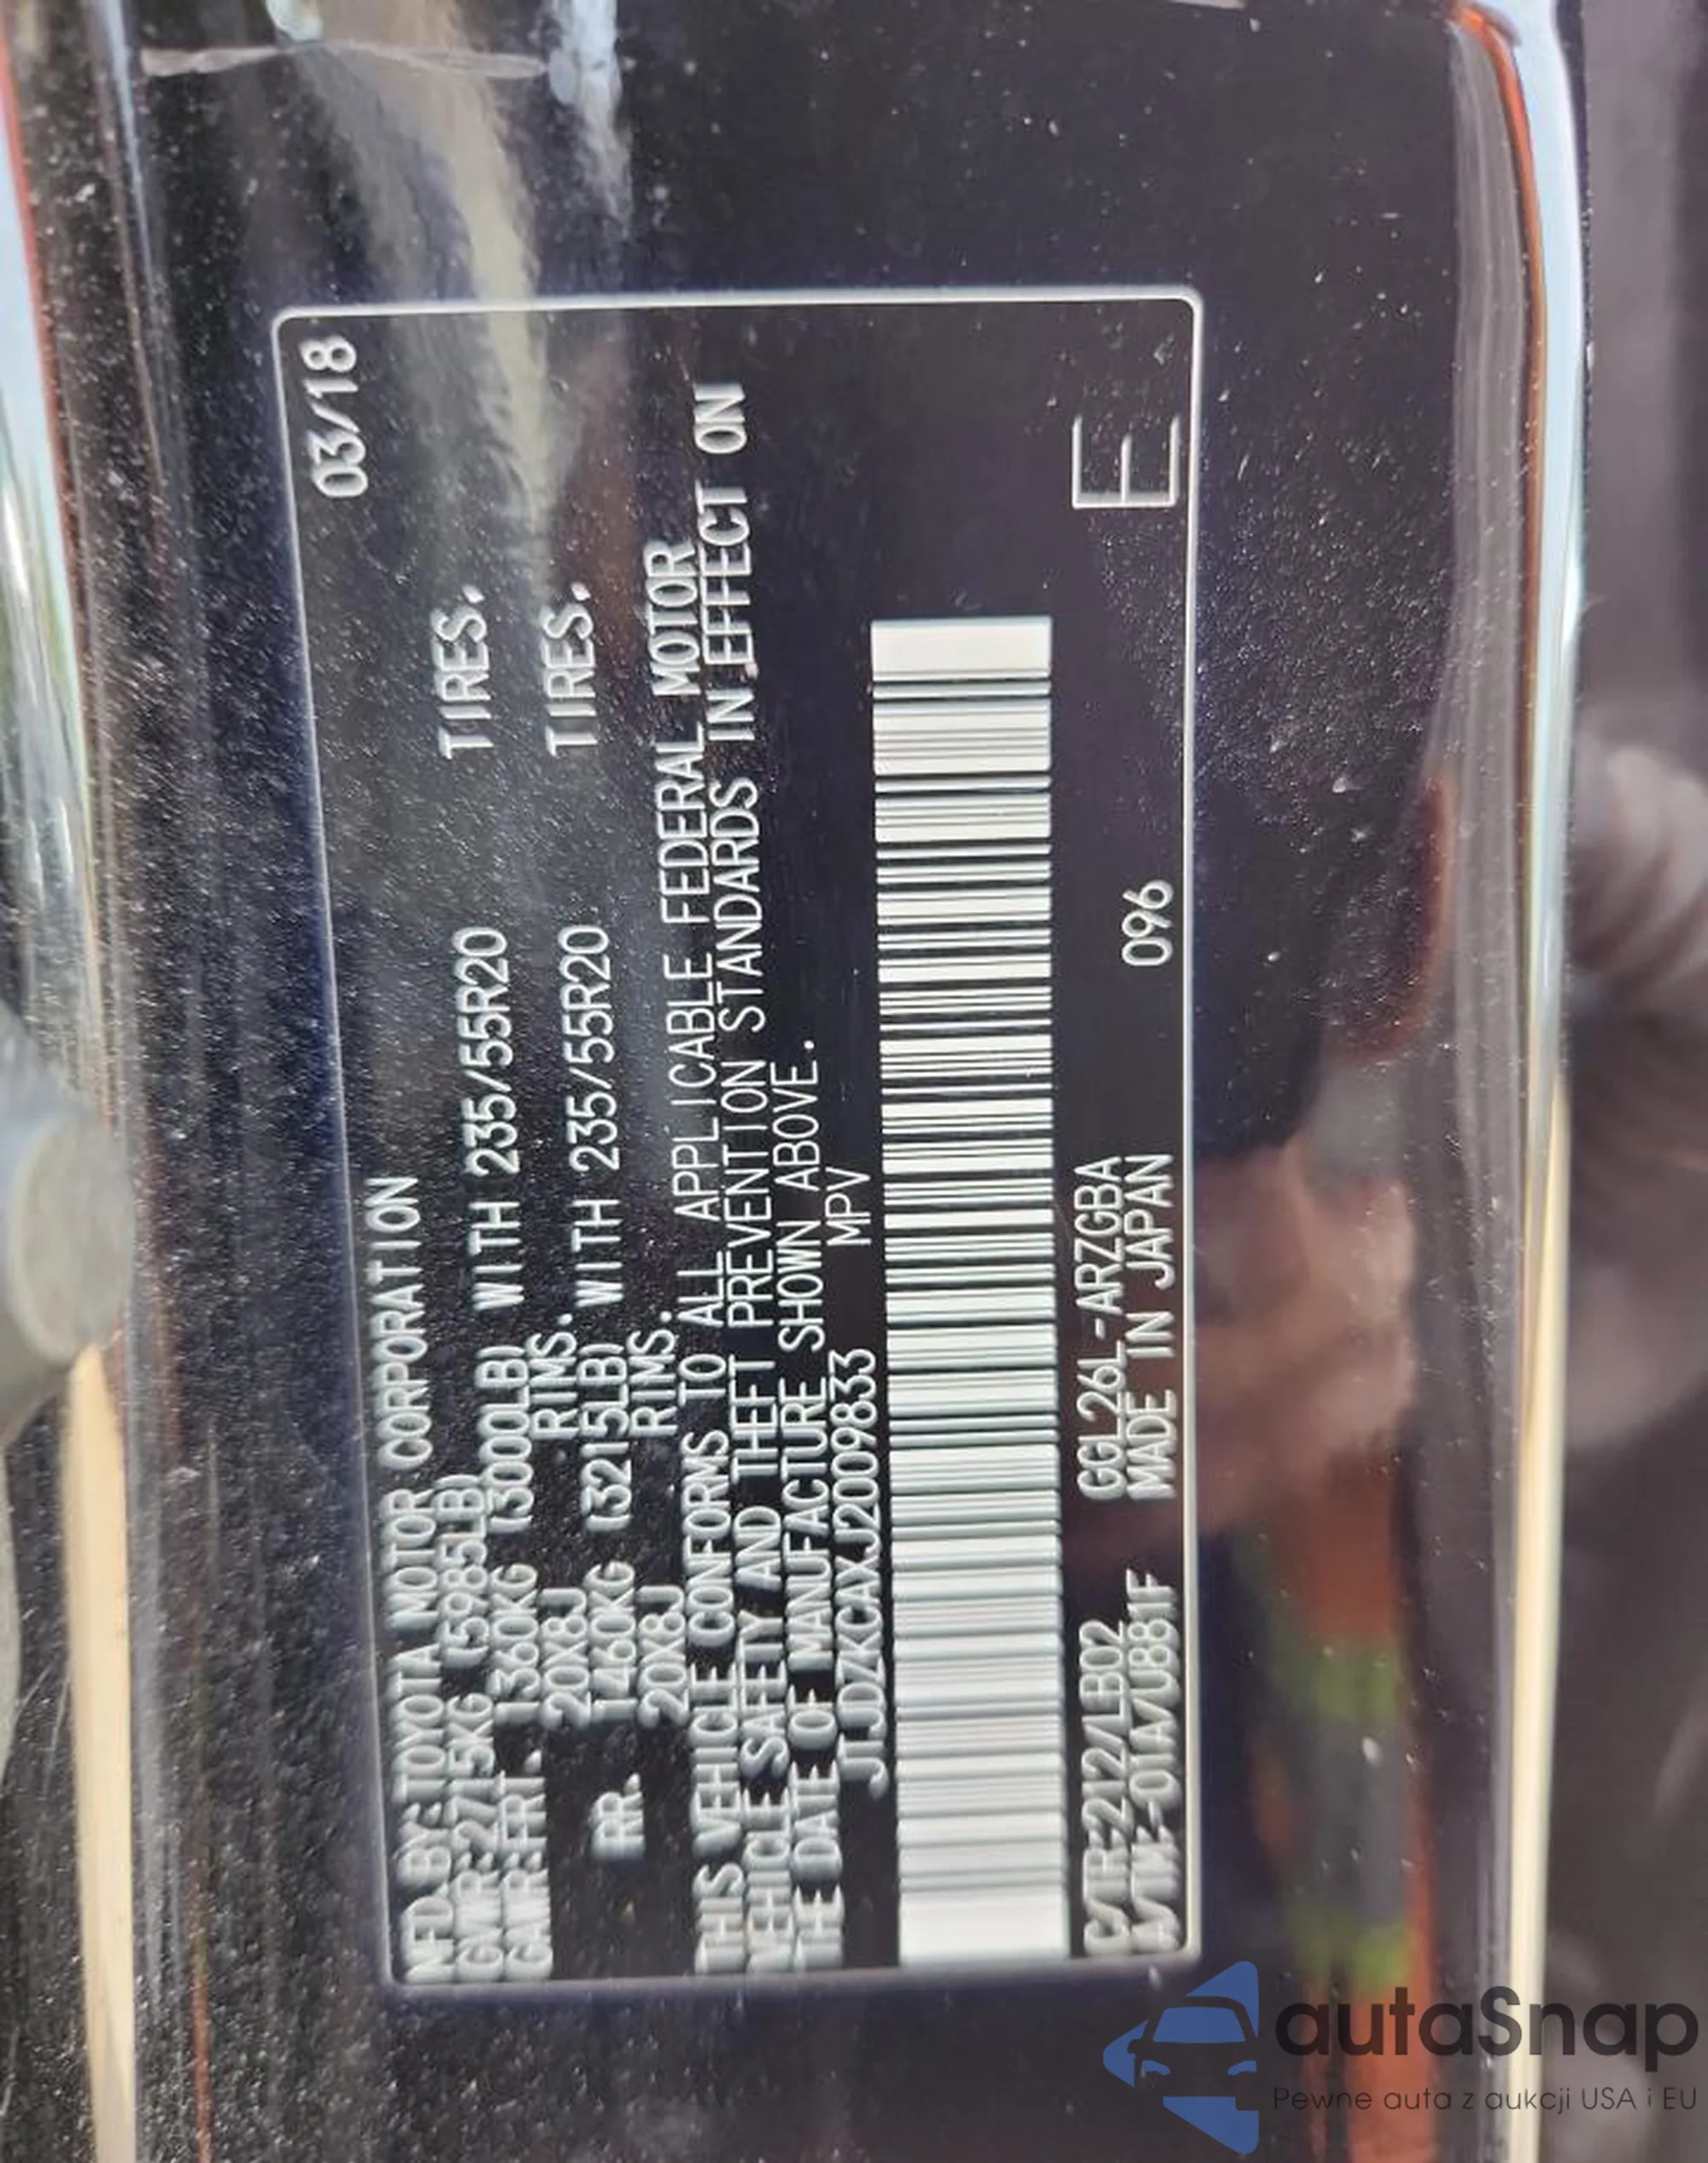 03/18
MFD.BY:TOYOTA MOTOR CORPORATION
GVWR:2715KG (5985LB)
GAWR:FRT. 1360KG (3000LB) WITH 235/55R20 TIRES.
20X8J RIMS.
RR. 1460KG (3215LB) WITH 235/55R20 TIRES.
20X8J RIMS.
THIS VEHICLE CONFORMS TO ALL APPLICABLE FEDERAL MOTOR
VEHICLE SAFETY AND THEFT PREVENTION STANDARDS IN EFFECT ON
THE DATE OF MANUFACTURE SHOWN ABOVE.
JTJDZKCAXJ2009833 MPV
C/TR:212/LB02 GGL26L-ARZGBA 096
A/TM:-01A/U881F MADE IN JAPAN
E
autaSnap
Pewne auta z aukcji USA i EU